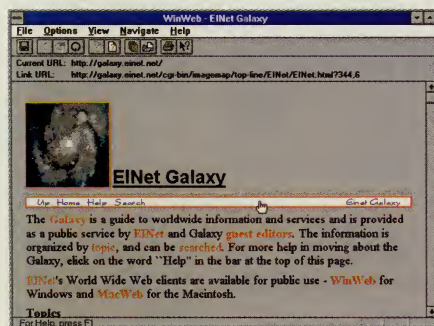 WinWeb - EINet Galaxy
File Options View Navigate Help
Current URL: http://galaxy.einet.net/
Link URL: http://galaxy.einet.net/cgi-bin/imagemap/top-line/EINet/EINet.html?344,6
EINet Galaxy
Up Home Help Search Einet Galaxy
The Galaxy is a guide to worldwide information and services and is provided
as a public service by EINet and Galaxy guest editors. The information is
organized by topic, and can be searched. For more help in moving about the
Galaxy, click on the word ``Help'' in the bar at the top of this page.
EINet's World Wide Web clients are available for public use - WinWeb for
Windows and MacWeb for the Macintosh.
Topics
For Help, press F1